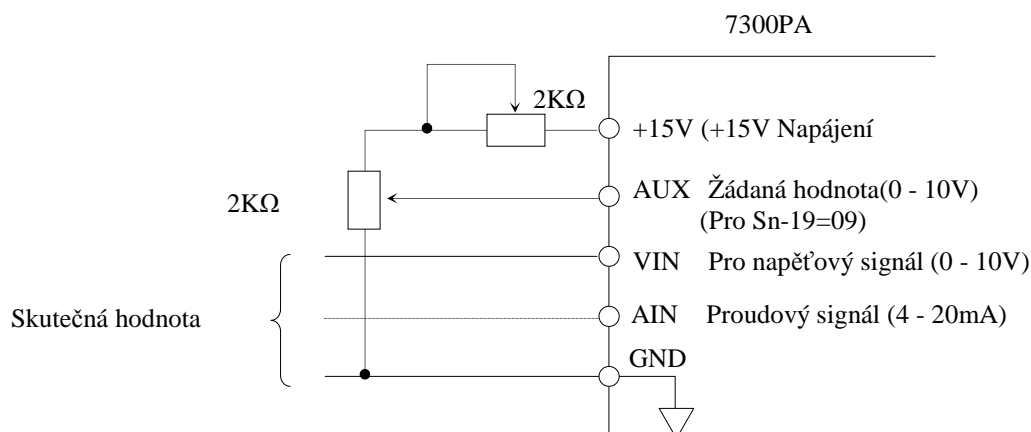 7300PA
2KΩ
+15V (+15V Napájení
2KΩ
AUX Žádaná hodnota(0 - 10V)
(Pro Sn-19=09)
VIN Pro napěťový signál (0 - 10V)
Skutečná hodnota
AIN Proudový signál (4 - 20mA)
GND